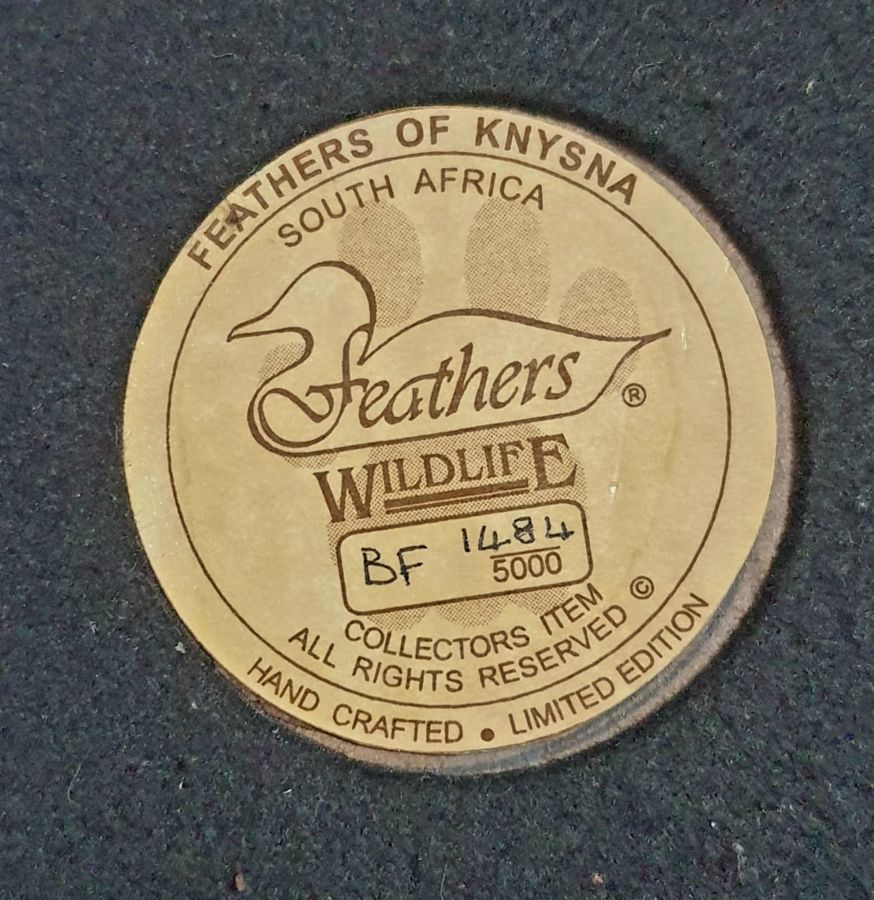 FEATHERS OF KNYSNA
SOUTH AFRICA
Feathers ®
WILDLIFE
BF 1484
5000
COLLECTORS ITEM
ALL RIGHTS RESERVED ©
HAND CRAFTED • LIMITED EDITION